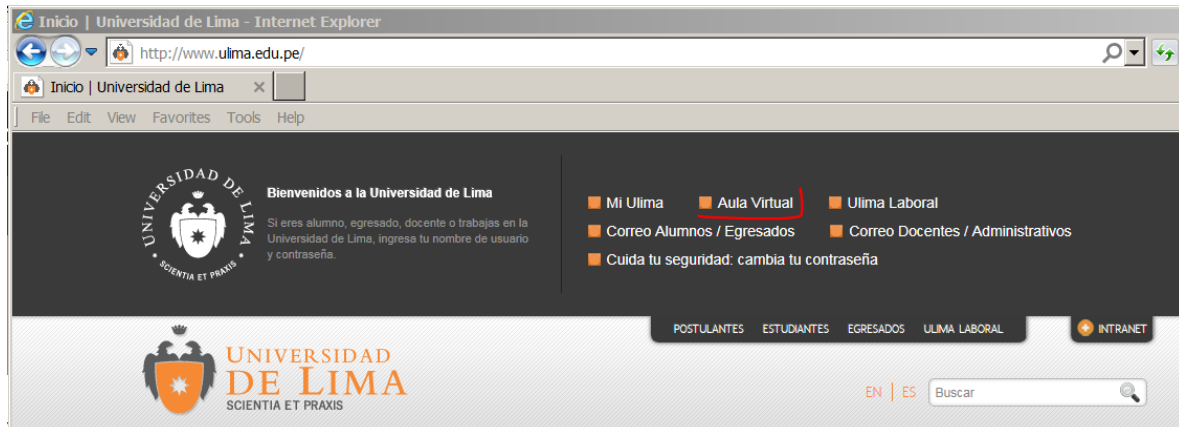 Inicio | Universidad de Lima - Internet Explorer
http://www.ulima.edu.pe/
Inicio | Universidad de Lima
File Edit View Favorites Tools Help
UNIVERSIDAD DE LIMA
SCIENTIA ET PRAXIS
Bienvenidos a la Universidad de Lima
Si eres alumno, egresado, docente o trabajas en la
Universidad de Lima, ingresa tu nombre de usuario
y contraseña.
Mi Ulima Aula Virtual Ulima Laboral
Correo Alumnos / Egresados Correo Docentes / Administrativos
Cuida tu seguridad: cambia tu contraseña
POSTULANTES ESTUDIANTES EGRESADOS ULIMA LABORAL INTRANET
UNIVERSIDAD
DE LIMA
SCIENTIA ET PRAXIS
EN | ES Buscar